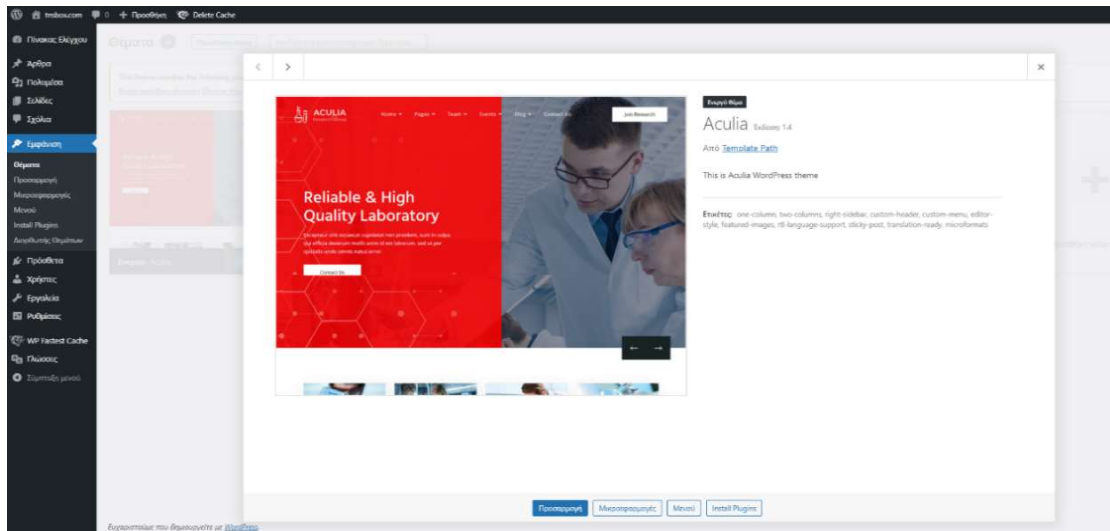 tmsbox.com 0 Προσθήκη Delete Cache
Πίνακας Ελέγχου
Άρθρα
Πολυμέσα
Σελίδες
Σχόλια
Εμφάνιση
Θέματα
Προσαρμογή
Μικροεφαρμογές
Μενού
Install Plugins
Διορθωτής Θεμάτων
Πρόσθετα
Χρήστες
Εργαλεία
Ρυθμίσεις
WP Fastest Cache
Γλώσσες
Σύμπτυξη μενού
Θέματα
ACULIA
Home Pages Team Events Blog Contact Us
Join Research
Reliable & High
Quality Laboratory
Contact Us
Ενεργό θέμα
Aculia Έκδοση 1.4
Από Template Path
This is Aculia WordPress theme
Ετικέτες: one-column, two-columns, right-sidebar, custom-header, custom-menu, editor-
style, featured-images, rtl-language-support, sticky-post, translation-ready, microformats
Προσαρμογή Μικροεφαρμογές Μενού Install Plugins
Ευχαριστούμε που δημιουργείτε με WordPress.